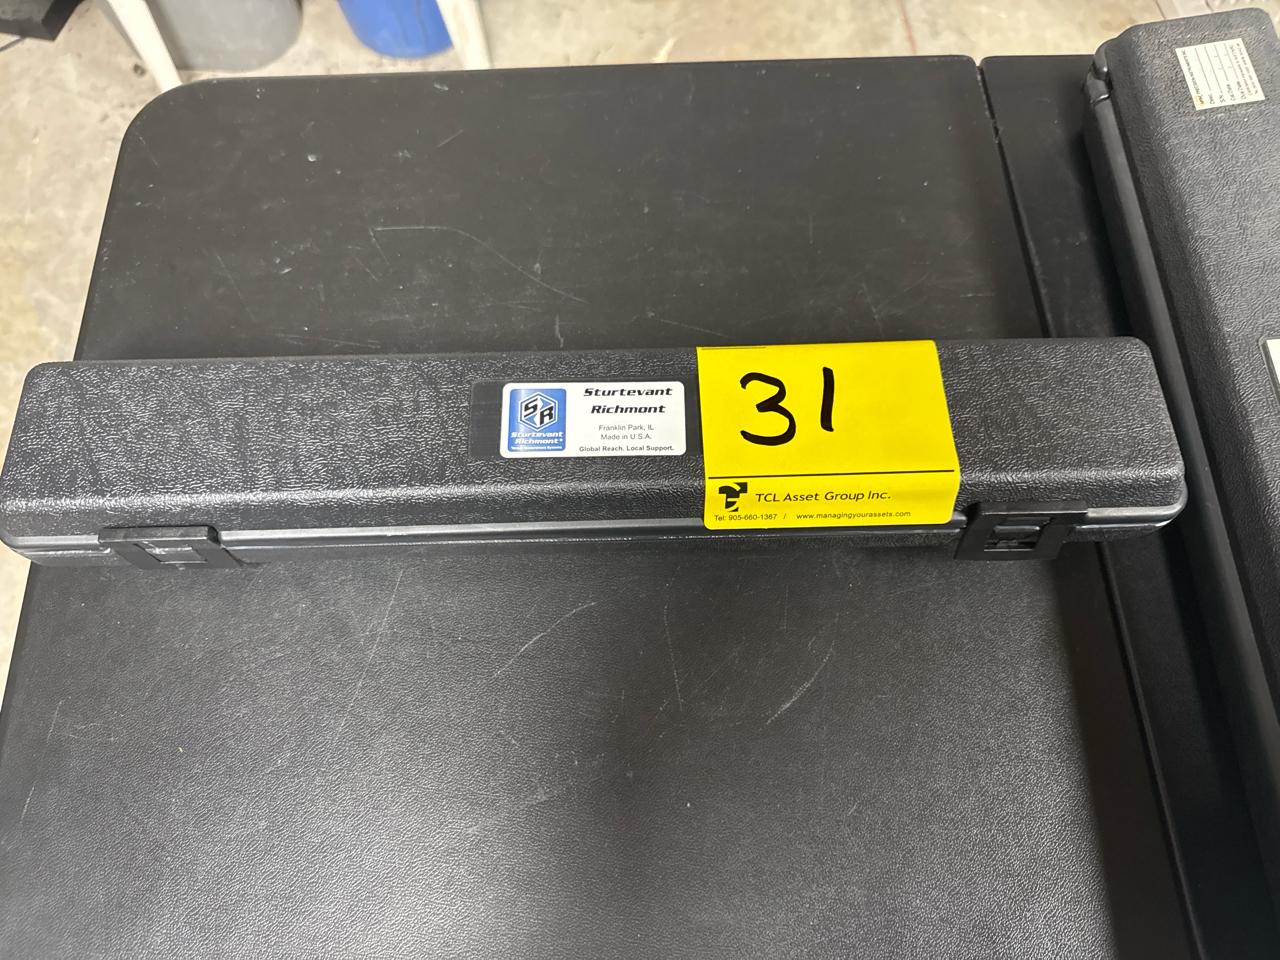 SR
Sturtevant
Richmont
Sturtevant
Richmont
Franklin Park, IL
Made in U.S.A.
Global Reach. Local Support.
31
TCL Asset Group Inc.
Tel: 905-660-1367 / www.managingyourassets.com